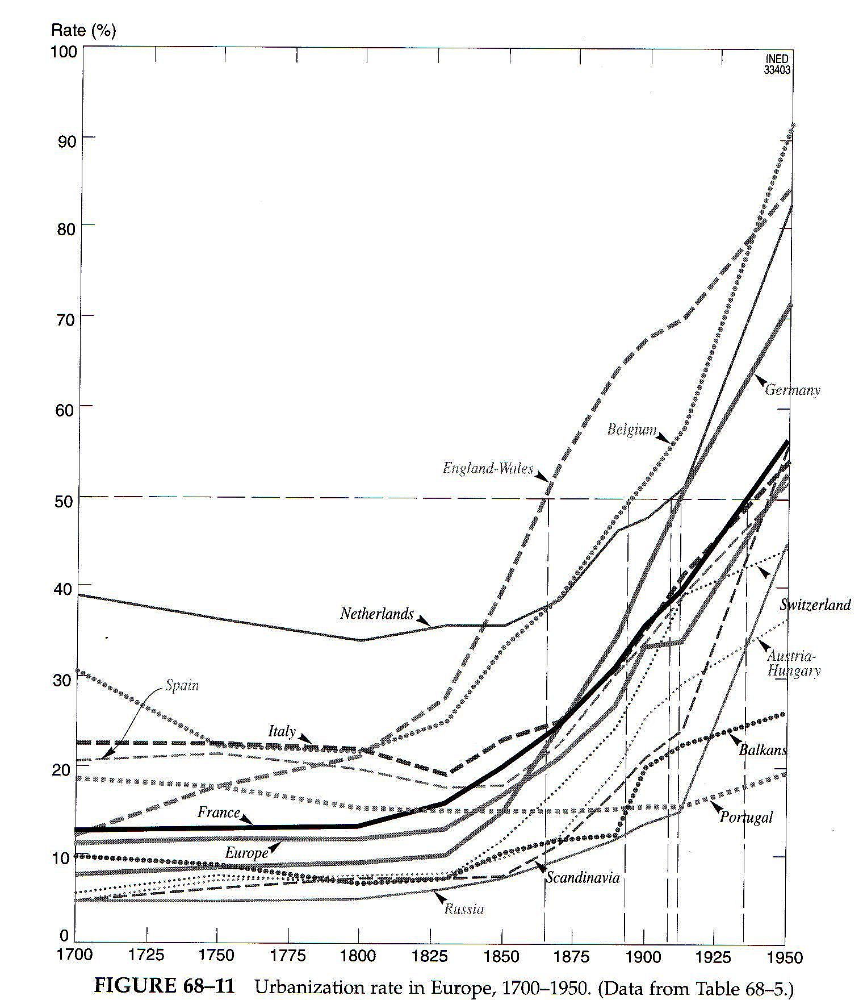 Rate (%)
100
INED
33403
90
80
70
Germany
60
Belgium
England-Wales
50
40
Netherlands
Switzerland
Austria-
Hungary
30
Spain
Italy
Balkans
20
France
Portugal
Europe
10
Scandinavia
Russia
0
1700 1725 1750 1775 1800 1825 1850 1875 1900 1925 1950
FIGURE 68–11 Urbanization rate in Europe, 1700–1950. (Data from Table 68–5.)